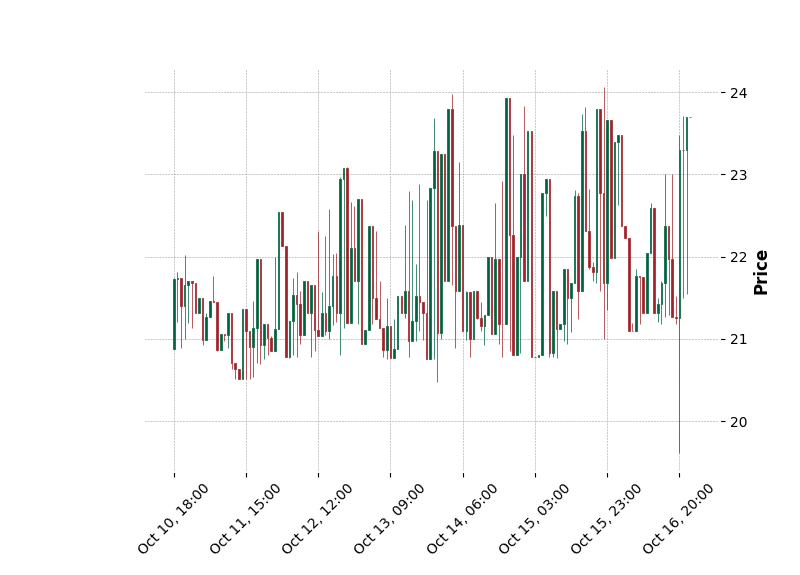 24
23
22
21
20
Price
Oct 10, 18:00
Oct 11, 15:00
Oct 12, 12:00
Oct 13, 09:00
Oct 14, 06:00
Oct 15, 03:00
Oct 15, 23:00
Oct 16, 20:00